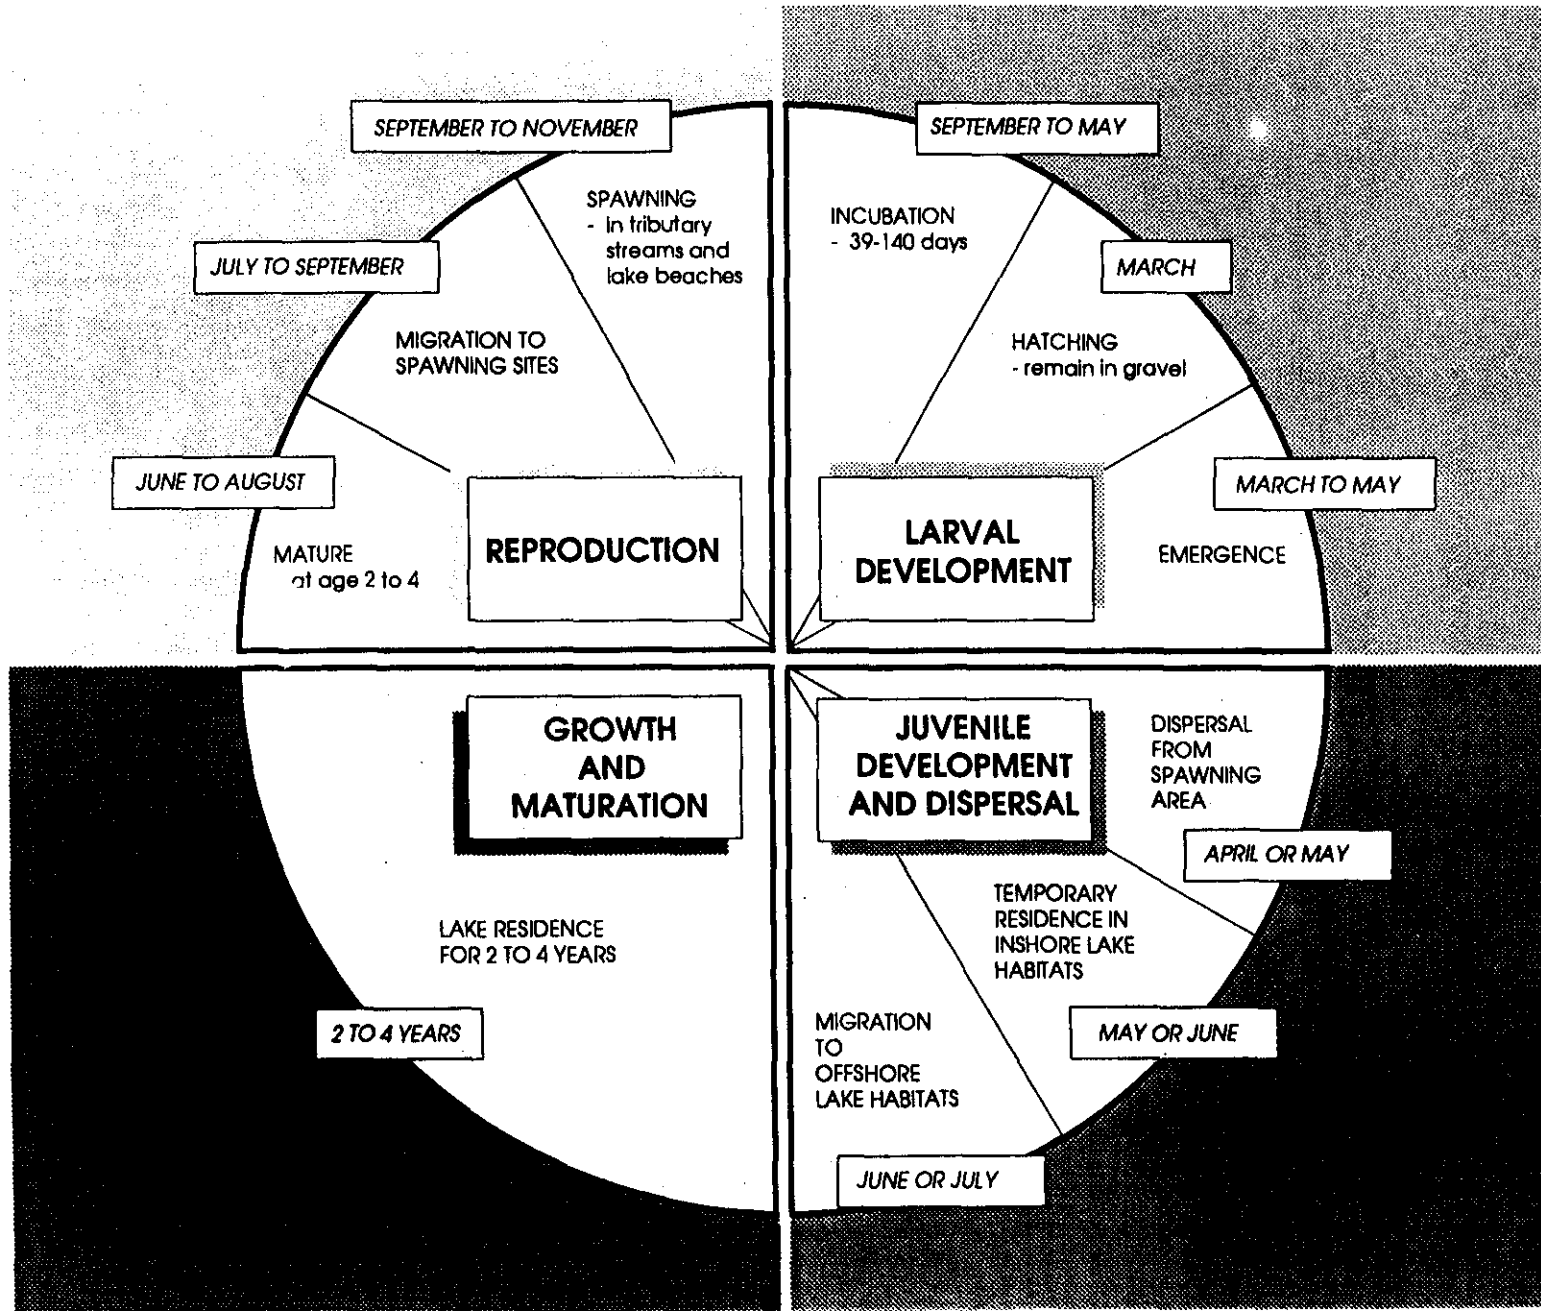 SEPTEMBER TO NOVEMBER
SPAWNING
- in tributary
streams and
lake beaches
JULY TO SEPTEMBER
MIGRATION TO
SPAWNING SITES
JUNE TO AUGUST
MATURE
at age 2 to 4
REPRODUCTION
SEPTEMBER TO MAY
INCUBATION
- 39-140 days
MARCH
HATCHING
- remain in gravel
MARCH TO MAY
EMERGENCE
LARVAL
DEVELOPMENT
GROWTH
AND
MATURATION
LAKE RESIDENCE
FOR 2 TO 4 YEARS
2 TO 4 YEARS
JUVENILE
DEVELOPMENT
AND DISPERSAL
DISPERSAL
FROM
SPAWNING
AREA
APRIL OR MAY
TEMPORARY
RESIDENCE IN
INSHORE LAKE
HABITATS
MAY OR JUNE
MIGRATION
TO
OFFSHORE
LAKE HABITATS
JUNE OR JULY